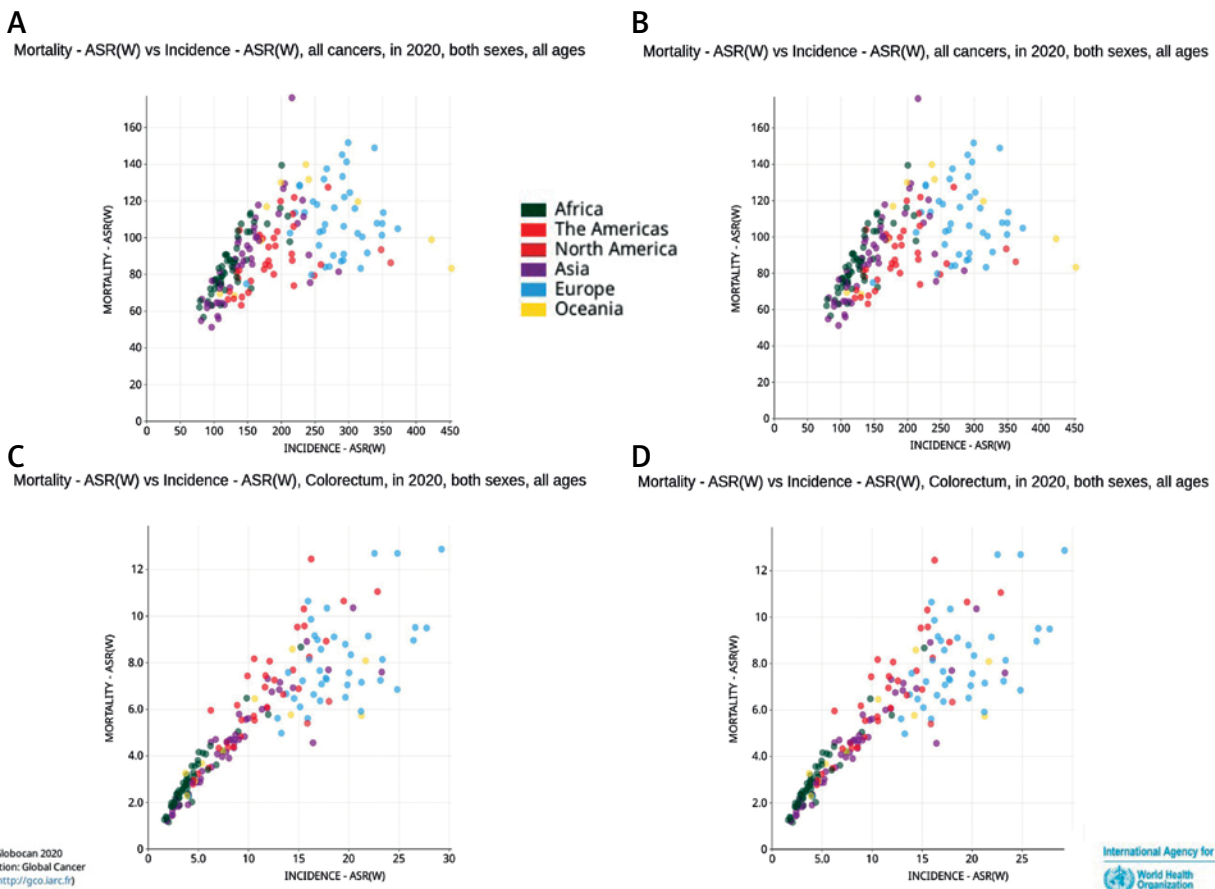 A
Mortality - ASR(W) vs Incidence - ASR(W), all cancers, in 2020, both sexes, all ages
MORTALITY - ASR(W)
160
140
120
100
80
60
40
20
0
0 50 100 150 200 250 300 350 400 450
INCIDENCE - ASR(W)
Africa
The Americas
North America
Asia
Europe
Oceania
B
Mortality - ASR(W) vs Incidence - ASR(W), all cancers, in 2020, both sexes, all ages
MORTALITY - ASR(W)
160
140
120
100
80
60
40
20
0
0 50 100 150 200 250 300 350 400 450
INCIDENCE - ASR(W)
C
Mortality - ASR(W) vs Incidence - ASR(W), Colorectum, in 2020, both sexes, all ages
MORTALITY - ASR(W)
12
10
8.0
6.0
4.0
2.0
0
0 5.0 10 15 20 25 30
INCIDENCE - ASR(W)
D
Mortality - ASR(W) vs Incidence - ASR(W), Colorectum, in 2020, both sexes, all ages
MORTALITY - ASR(W)
12
10
8.0
6.0
4.0
2.0
0
0 5.0 10 15 20 25
INCIDENCE - ASR(W)
Globocan 2020
tion: Global Cancer
http://gco.iarc.fr)
International Agency for
World Health
Organization